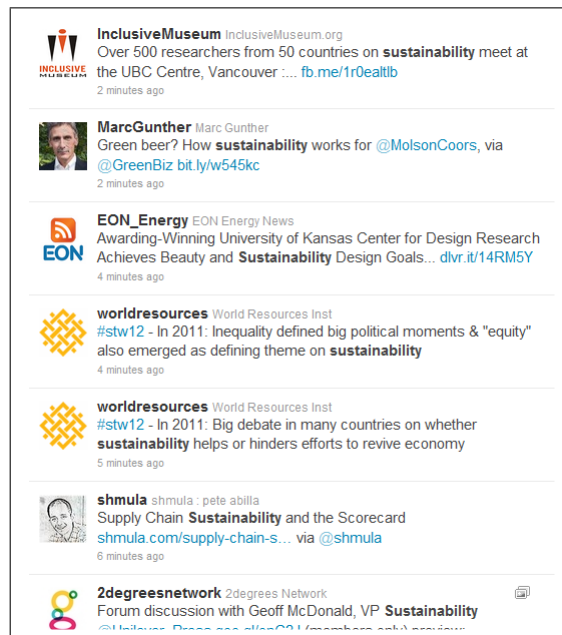 InclusiveMuseum InclusiveMuseum.org
Over 500 researchers from 50 countries on sustainability meet at
the UBC Centre, Vancouver :... fb.me/1r0ealtlb
INCLUSIVE
MUSEUM
2 minutes ago
MarcGunther Marc Gunther
Green beer? How sustainability works for @MolsonCoors, via
@GreenBiz bit.ly/w545kc
2 minutes ago
EON_Energy EON Energy News
Awarding-Winning University of Kansas Center for Design Research
Achieves Beauty and Sustainability Design Goals... dlvr.it/14RM5Y
EON
4 minutes ago
worldresources World Resources Inst
#stw12 - In 2011: Inequality defined big political moments & "equity"
also emerged as defining theme on sustainability
4 minutes ago
worldresources World Resources Inst
#stw12 - In 2011: Big debate in many countries on whether
sustainability helps or hinders efforts to revive economy
5 minutes ago
shmula shmula : pete abilla
Supply Chain Sustainability and the Scorecard
shmula.com/supply-chain-s... via @shmula
6 minutes ago
2degreesnetwork 2degrees Network
Forum discussion with Geoff McDonald, VP Sustainability
@Unilever (members only) preview: